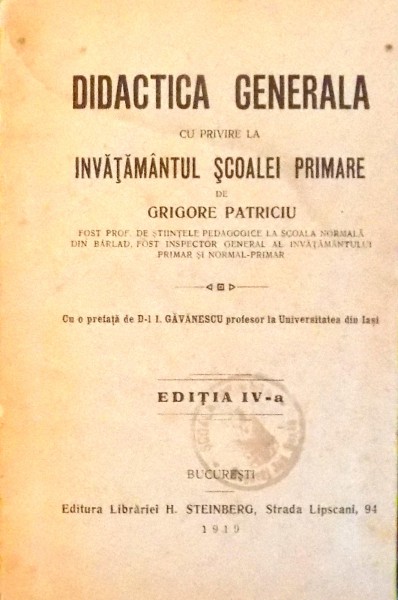 DIDACTICA GENERALA
CU PRIVIRE LA
INVĂŢĂMÂNTUL ŞCOALEI PRIMARE
DE
GRIGORE PATRICIU
FOST PROF. DE ŞTIINŢELE PEDAGOGICE LA ŞCOALA NORMALĂ
DIN BÂRLAD, FOST INSPECTOR GENERAL AL INVĂŢĂMÂNTULUI
PRIMAR ŞI NORMAL-PRIMAR
Cu o prefaţă de D-l I. GĂVĂNESCU profesor la Universitatea din Iaşi
EDIŢIA IV-a
ŞCOALA
BUCUREŞTI
Editura Librăriei H. STEINBERG, Strada Lipscani, 94
1919